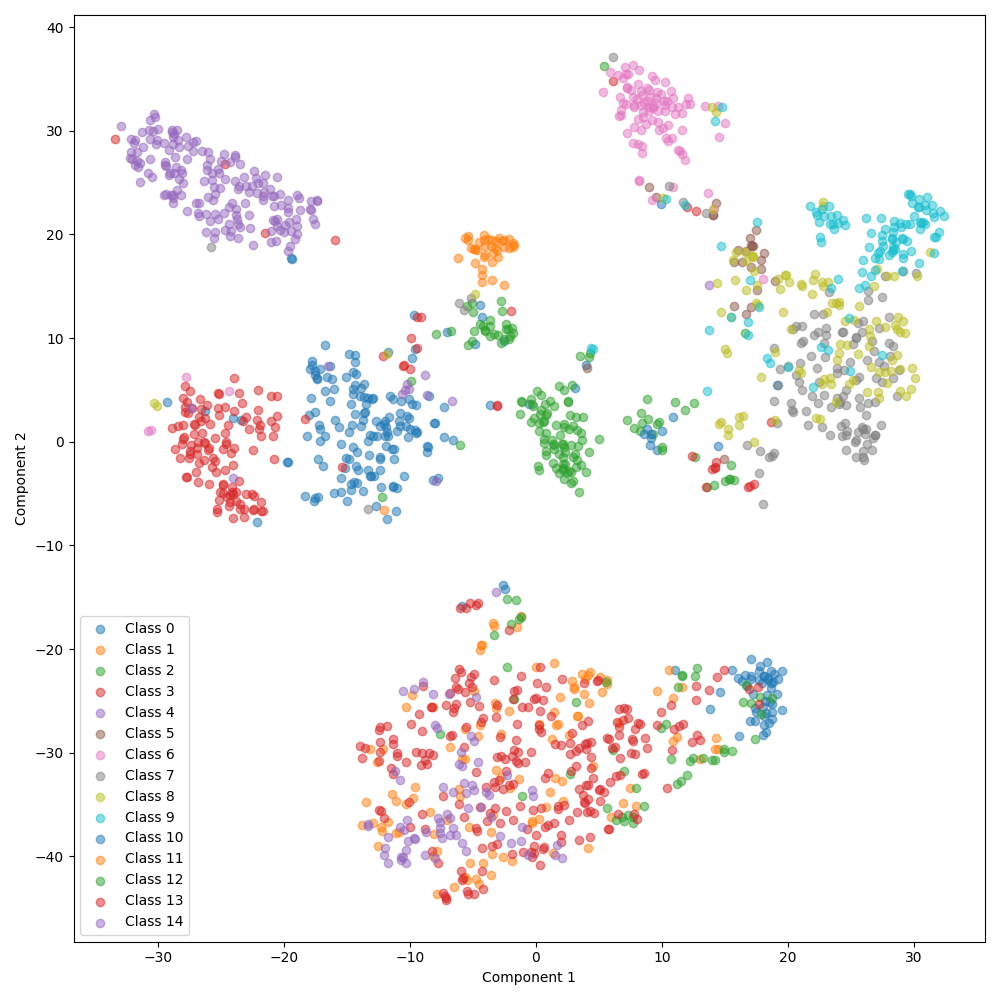 40
30
20
10
0
−10
−20
−30
−40
Component 2
Class 0
Class 1
Class 2
Class 3
Class 4
Class 5
Class 6
Class 7
Class 8
Class 9
Class 10
Class 11
Class 12
Class 13
Class 14
−30 −20 −10 0 10 20 30
Component 1